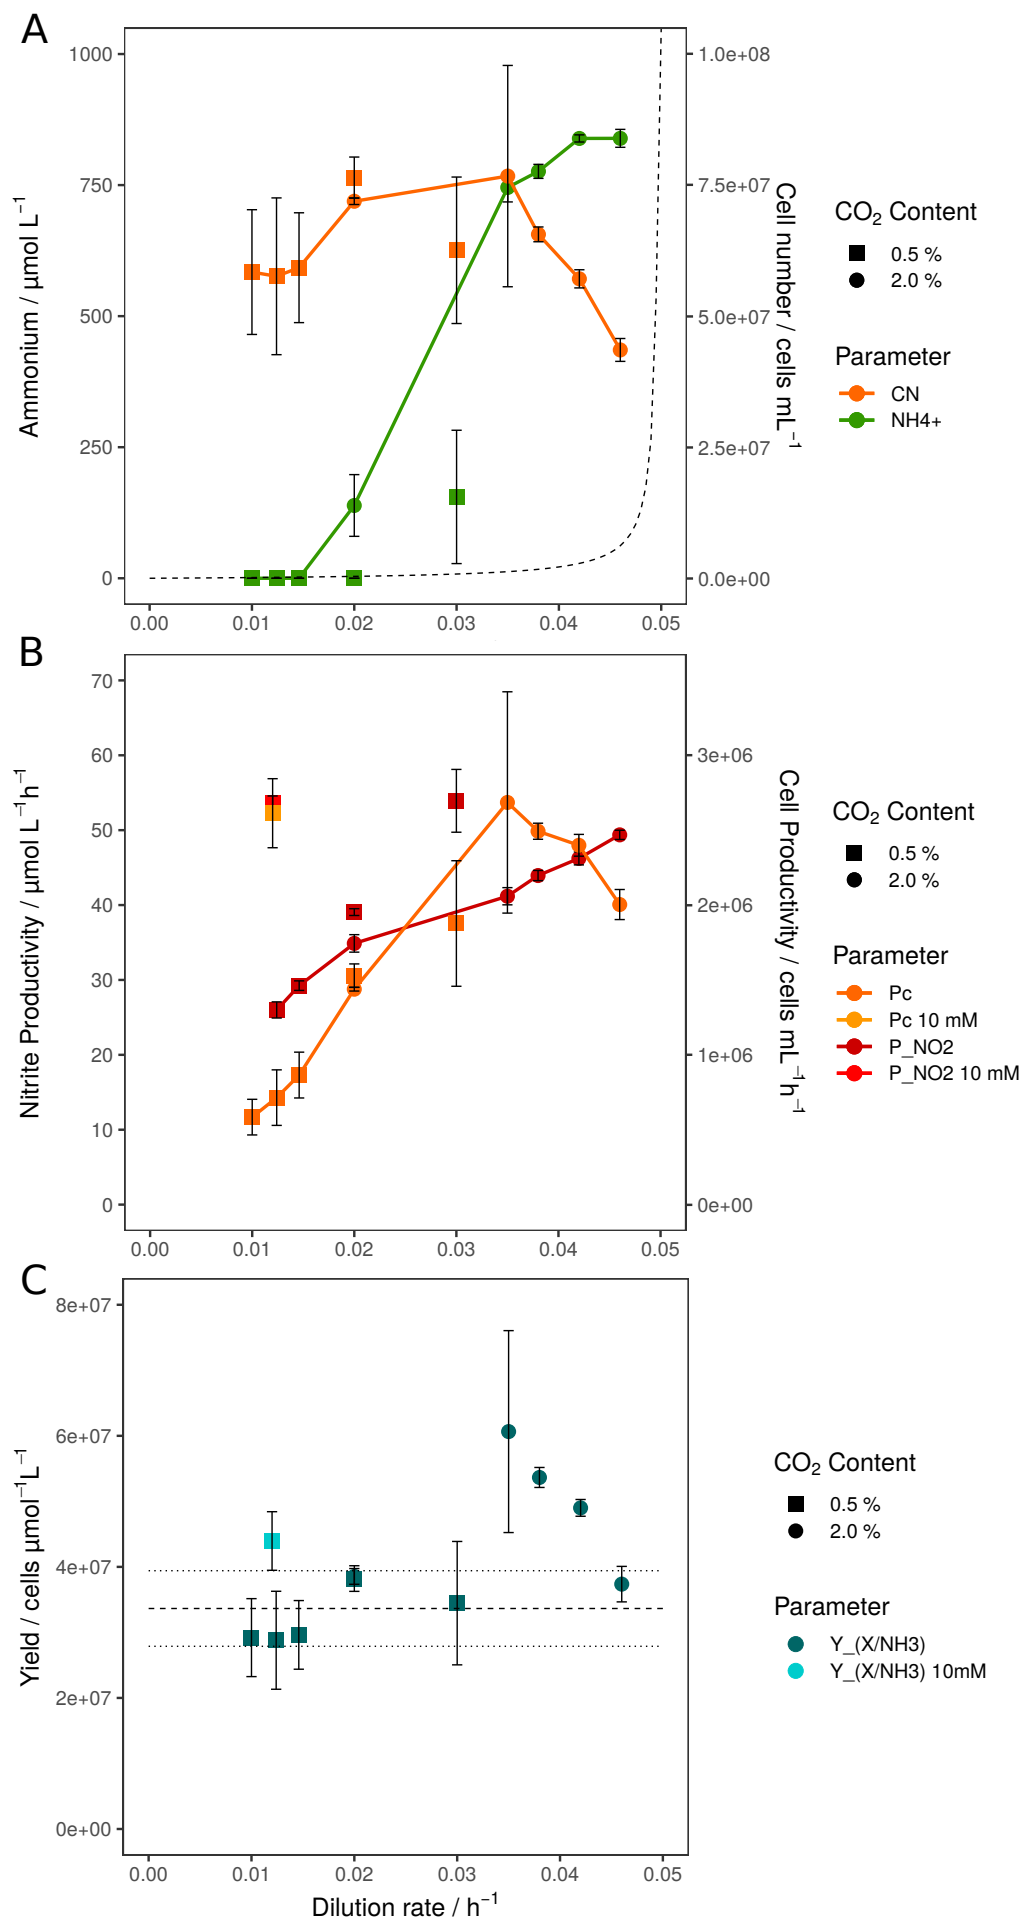 A
1000
750
500
250
0
Ammonium / µmol L⁻¹
1.0e+08
7.5e+07
5.0e+07
2.5e+07
0.0e+00
Cell number / cells mL⁻¹
0.00 0.01 0.02 0.03 0.04 0.05
CO₂ Content
0.5 %
2.0 %
Parameter
CN
NH4+
B
70
60
50
40
30
20
10
0
Nitrite Productivity / µmol L⁻¹h⁻¹
3e+06
2e+06
1e+06
0e+00
Cell Productivity / cells mL⁻¹h⁻¹
0.00 0.01 0.02 0.03 0.04 0.05
CO₂ Content
0.5 %
2.0 %
Parameter
Pc
Pc 10 mM
P_NO2
P_NO2 10 mM
C
8e+07
6e+07
4e+07
2e+07
0e+00
Yield / cells µmol⁻¹L⁻¹
0.00 0.01 0.02 0.03 0.04 0.05
Dilution rate / h⁻¹
CO₂ Content
0.5 %
2.0 %
Parameter
Y_(X/NH3)
Y_(X/NH3) 10mM